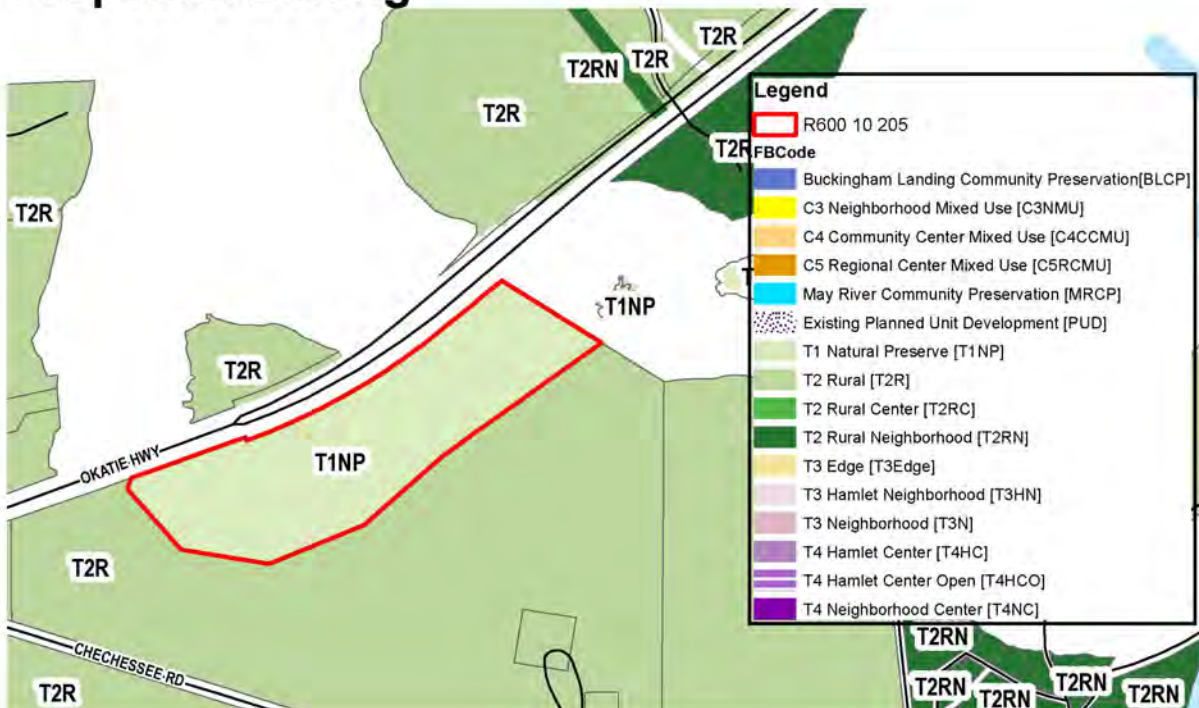 T2R
T2RN
T2R
T2R
T2R
T2R
T1NP
T2R
OKATIE HWY
T1NP
T2R
CHECHESSEE RD
T2R
Legend
R600 10 205
FBCode
Buckingham Landing Community Preservation[BLCP]
C3 Neighborhood Mixed Use [C3NMU]
C4 Community Center Mixed Use [C4CCMU]
C5 Regional Center Mixed Use [C5RCMU]
May River Community Preservation [MRCP]
Existing Planned Unit Development [PUD]
T1 Natural Preserve [T1NP]
T2 Rural [T2R]
T2 Rural Center [T2RC]
T2 Rural Neighborhood [T2RN]
T3 Edge [T3Edge]
T3 Hamlet Neighborhood [T3HN]
T3 Neighborhood [T3N]
T4 Hamlet Center [T4HC]
T4 Hamlet Center Open [T4HCO]
T4 Neighborhood Center [T4NC]
T2RN
T2RN
T2RN
T2RN
T2RN